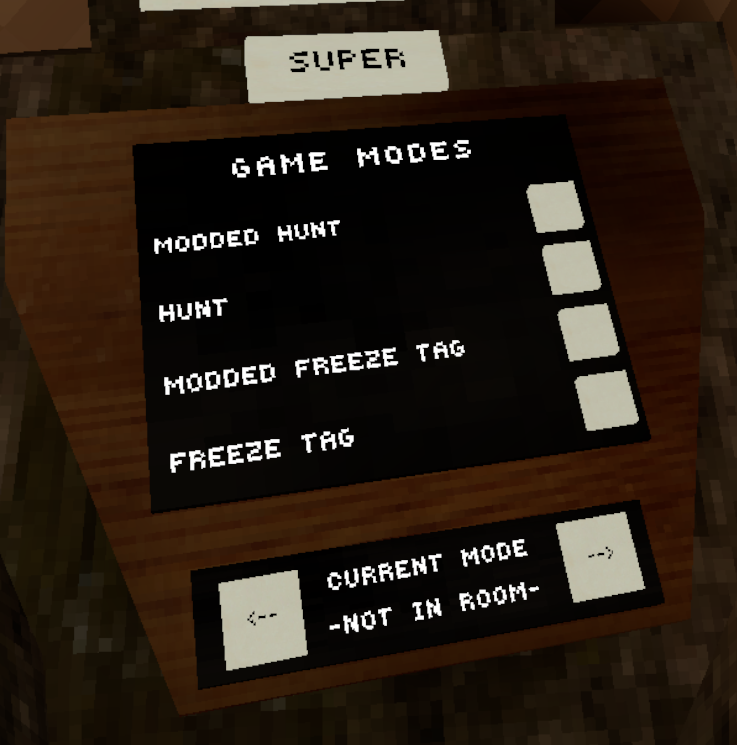 SUPER
GAME MODES
MODDED HUNT
HUNT
MODDED FREEZE TAG
FREEZE TAG
CURRENT MODE
<-- -NOT IN ROOM- -->